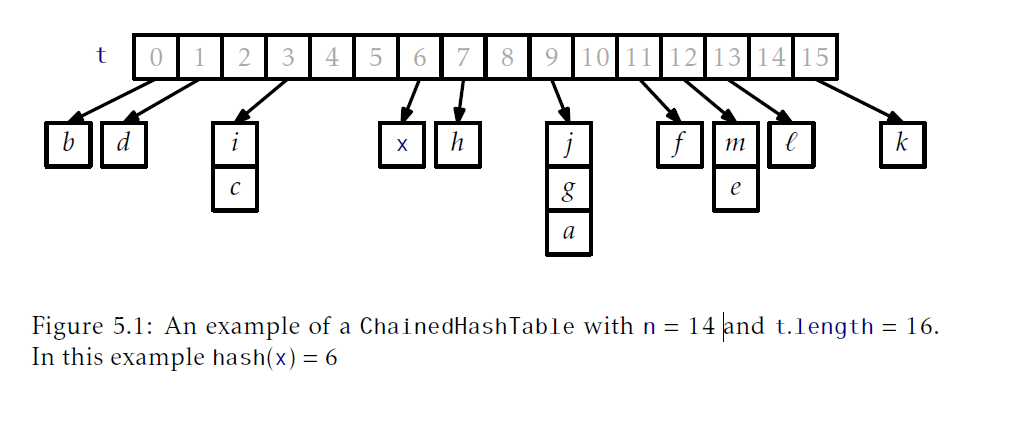 t 0 1 2 3 4 5 6 7 8 9 10 11 12 13 14 15
b d i x h j f m ℓ k
c g e
a
Figure 5.1: An example of a ChainedHashTable with n = 14 and t.length = 16.
In this example hash(x) = 6